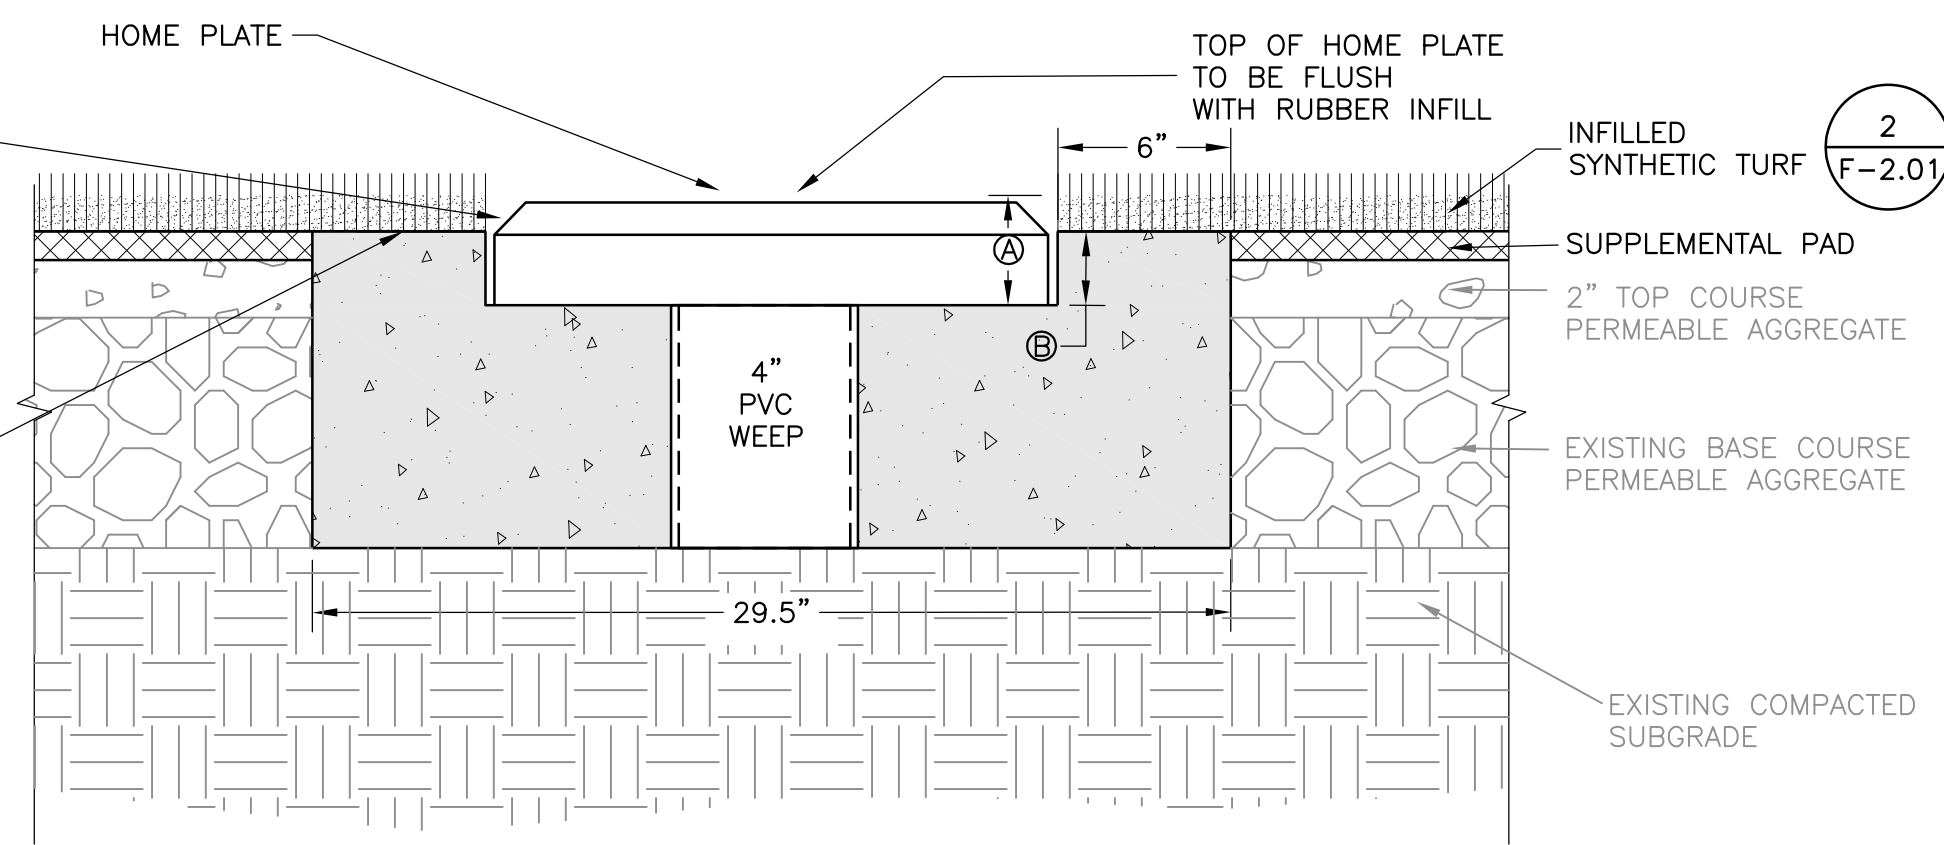 HOME PLATE
TOP OF HOME PLATE
TO BE FLUSH
WITH RUBBER INFILL
6”
INFILLED
SYNTHETIC TURF
2
F-2.01
A
SUPPLEMENTAL PAD
2” TOP COURSE
PERMEABLE AGGREGATE
B
4”
PVC
WEEP
EXISTING BASE COURSE
PERMEABLE AGGREGATE
29.5”
EXISTING COMPACTED
SUBGRADE